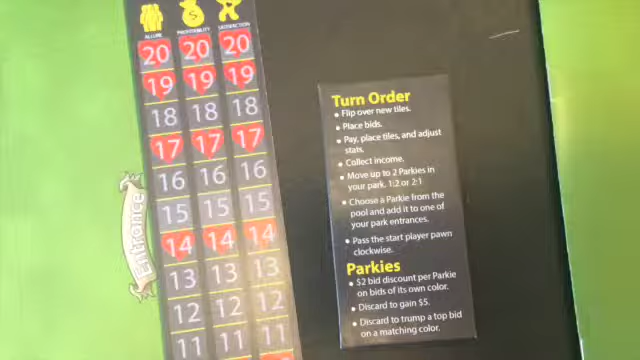 ALLURE PROFITABILITY SATISFACTION
20 20 20
19 19 19
18 18 18
17 17 17
16 16 16
15 15 15
14 14 14
13 13 13
12 12 12
11 11 11
Entrance
Turn Order
• Flip over new tiles.
• Place bids.
• Pay, place tiles, and adjust
stats.
• Collect income.
• Move up to 2 Parkies in
your park. 1:2 or 2:1
• Choose a Parkie from the
pool and add it to one of
your park entrances.
• Pass the start player pawn
clockwise.
Parkies
• $2 bid discount per Parkie
on bids of its own color.
• Discard to gain $5.
• Discard to trump a top bid
on a matching color.